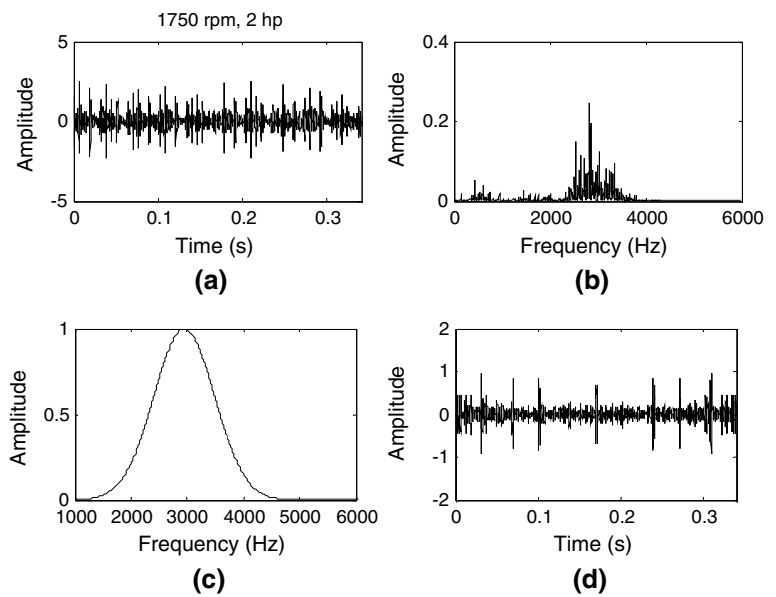 1750 rpm, 2 hp
5
0
-5
Amplitude
0 0.1 0.2 0.3
Time (s)
(a)
0.4
0.2
0
Amplitude
0 2000 4000 6000
Frequency (Hz)
(b)
1
0.5
0
Amplitude
1000 2000 3000 4000 5000 6000
Frequency (Hz)
(c)
2
1
0
-1
-2
Amplitude
0 0.1 0.2 0.3
Time (s)
(d)